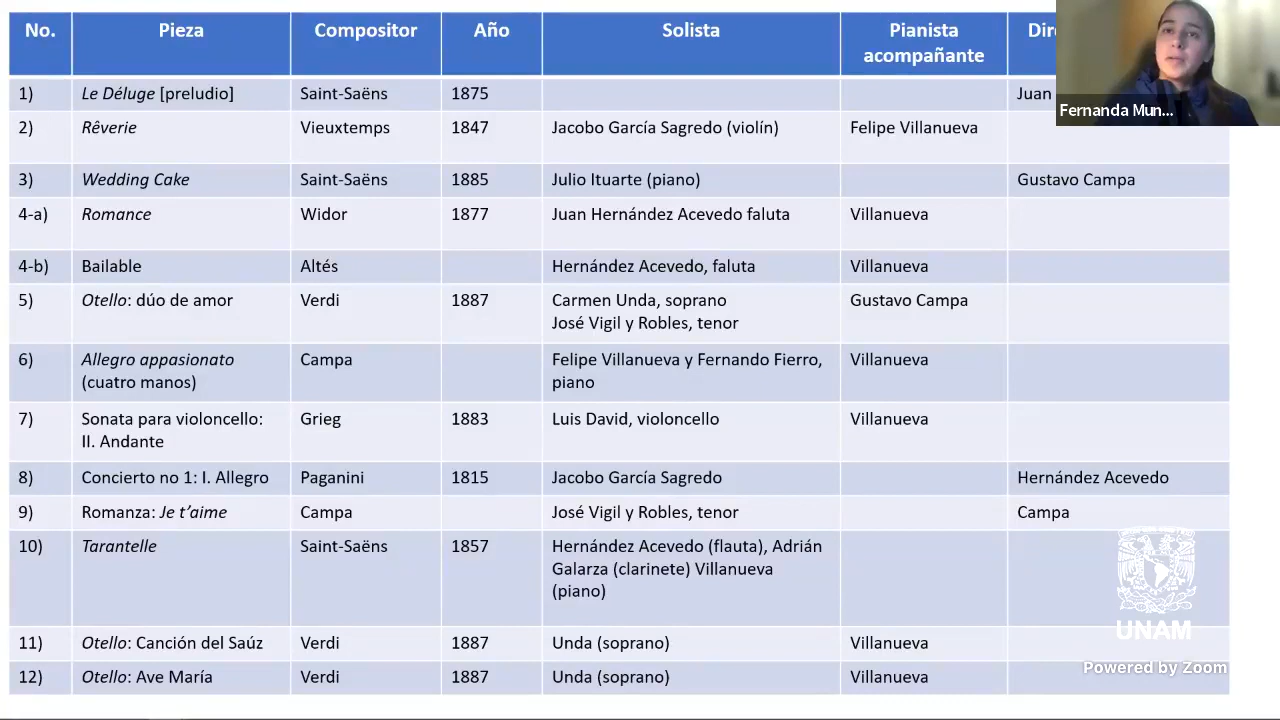 No. Pieza Compositor Año Solista Pianista acompañante
1) Le Déluge [preludio] Saint-Saëns 1875 Juan
2) Rêverie Vieuxtemps 1847 Jacobo García Sagredo (violín) Felipe Villanueva
3) Wedding Cake Saint-Saëns 1885 Julio Ituarte (piano) Gustavo Campa
4-a) Romance Widor 1877 Juan Hernández Acevedo faluta Villanueva
4-b) Bailable Altés Hernández Acevedo, faluta Villanueva
5) Otello: dúo de amor Verdi 1887 Carmen Unda, soprano Gustavo Campa
José Vigil y Robles, tenor
6) Allegro appasionato Campa Felipe Villanueva y Fernando Fierro, Villanueva
(cuatro manos) piano
7) Sonata para violoncello: Grieg 1883 Luis David, violoncello Villanueva
II. Andante
8) Concierto no 1: I. Allegro Paganini 1815 Jacobo García Sagredo Hernández Acevedo
9) Romanza: Je t’aime Campa José Vigil y Robles, tenor Campa
10) Tarantelle Saint-Saëns 1857 Hernández Acevedo (flauta), Adrián
Galarza (clarinete) Villanueva
(piano)
11) Otello: Canción del Saúz Verdi 1887 Unda (soprano) Villanueva
12) Otello: Ave María Verdi 1887 Unda (soprano) Villanueva
Fernanda Mun...
UNAM
Powered by Zoom